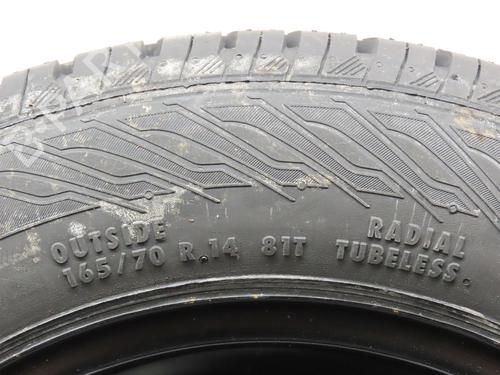 OUTSIDE
165/70 R 14 81T
RADIAL
TUBELESS